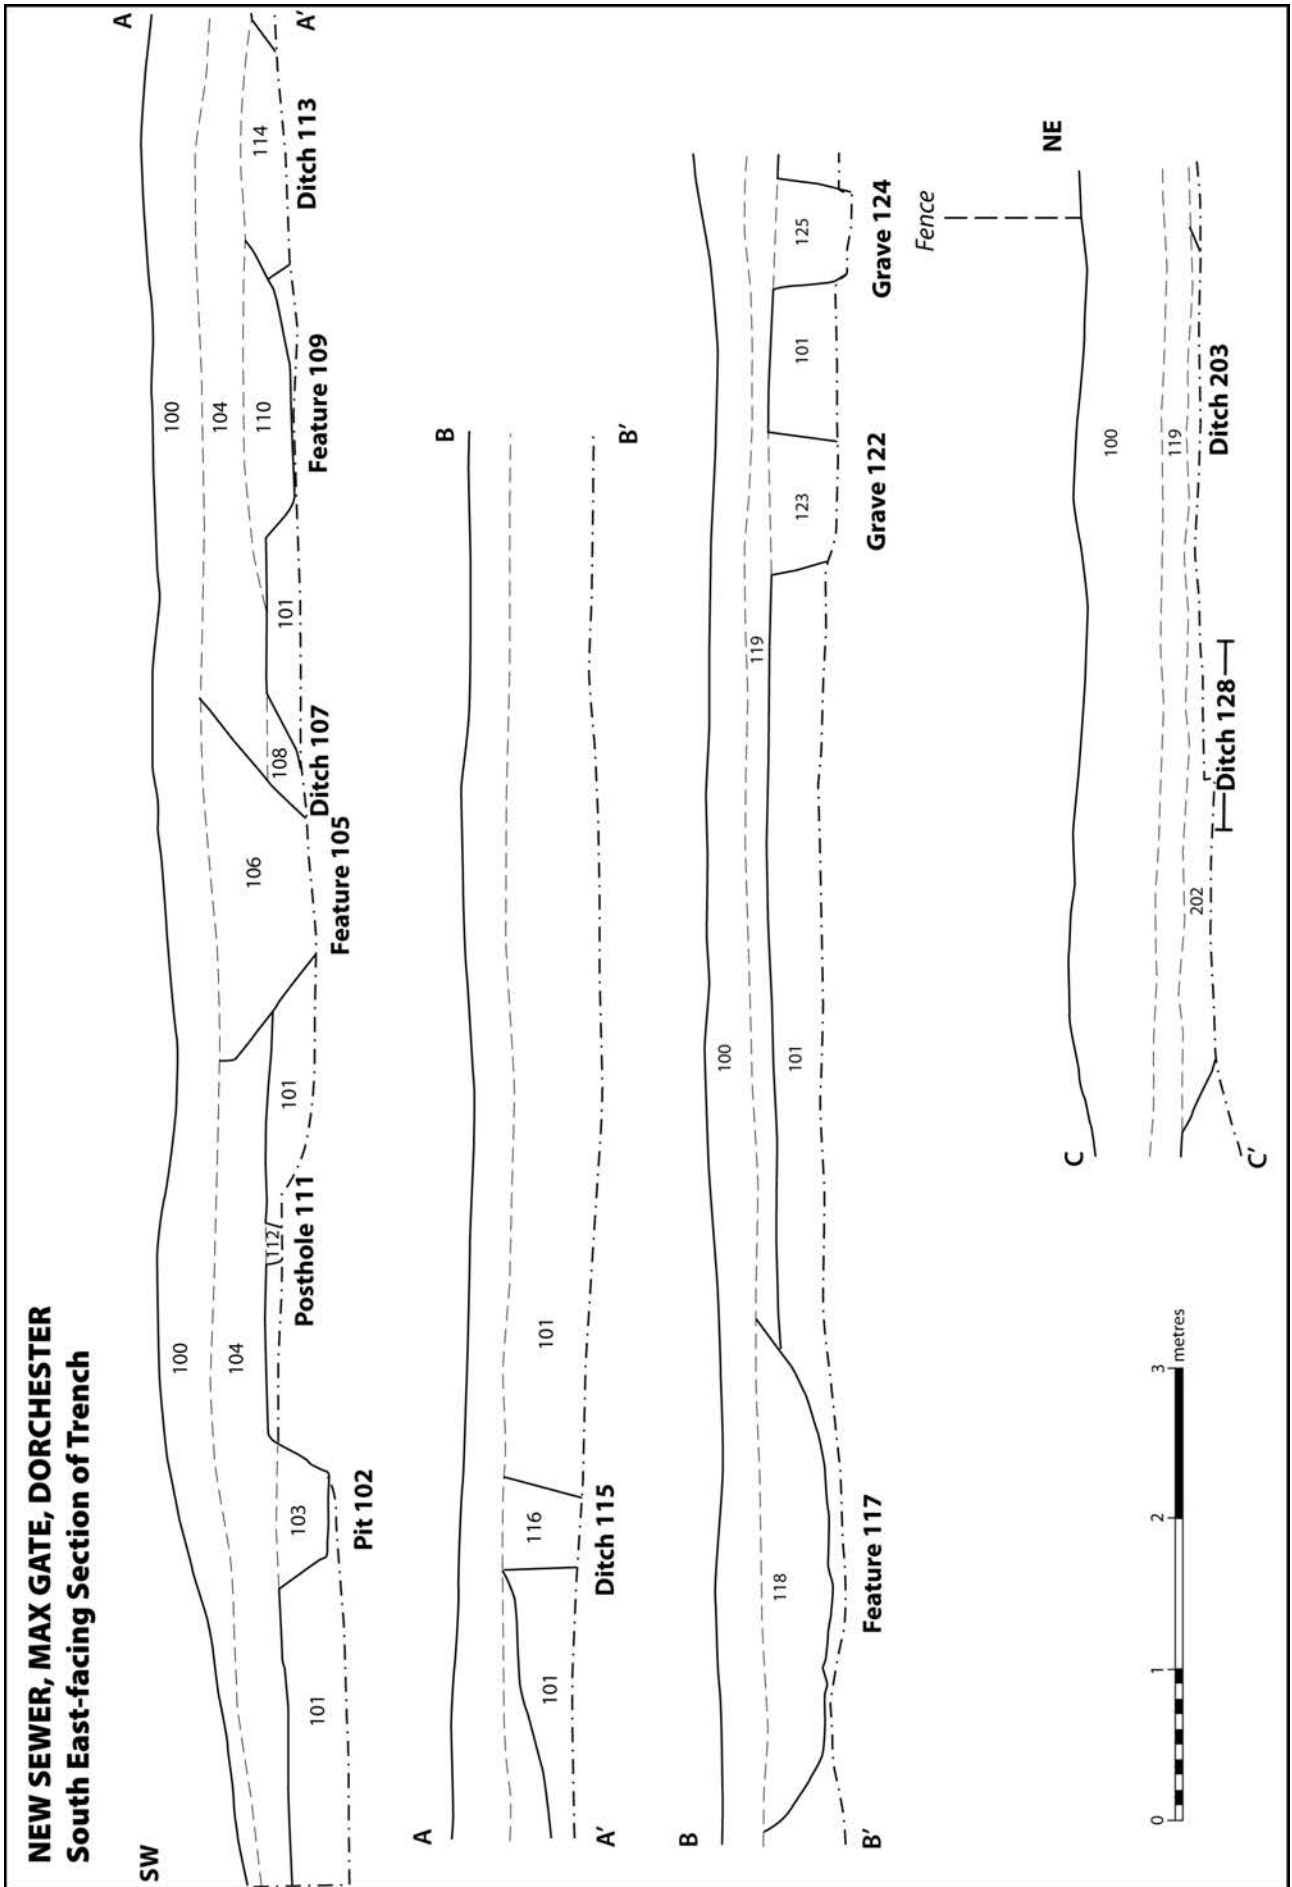 NEW SEWER, MAX GATE, DORCHESTER
South East-facing Section of Trench
SW
A
100
100
104
104
114
110
106
101
101
101
108
112
103
A'
Pit 102
Posthole 111
Feature 105
Ditch 107
Feature 109
Ditch 113
A
B
101
116
101
A'
Ditch 115
B'
B
100
119
118
101
123
101
125
B'
Feature 117
Grave 122
Grave 124
Fence
NE
C
100
119
202
C'
Ditch 128
Ditch 203
0
1
2
3
metres